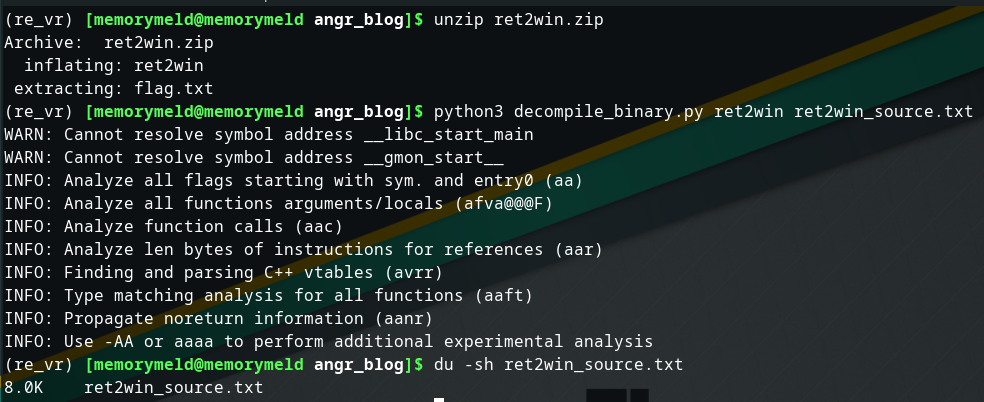 (re_vr) [memorymeld@memorymeld angr_blog]$ unzip ret2win.zip
Archive:  ret2win.zip
  inflating: ret2win
 extracting: flag.txt
(re_vr) [memorymeld@memorymeld angr_blog]$ python3 decompile_binary.py ret2win ret2win_source.txt
WARN: Cannot resolve symbol address __libc_start_main
WARN: Cannot resolve symbol address __gmon_start__
INFO: Analyze all flags starting with sym. and entry0 (aa)
INFO: Analyze all functions arguments/locals (afva@@@F)
INFO: Analyze function calls (aac)
INFO: Analyze len bytes of instructions for references (aar)
INFO: Finding and parsing C++ vtables (avrr)
INFO: Type matching analysis for all functions (aaft)
INFO: Propagate noreturn information (aanr)
INFO: Use -AA or aaaa to perform additional experimental analysis
(re_vr) [memorymeld@memorymeld angr_blog]$ du -sh ret2win_source.txt
8.0K    ret2win_source.txt